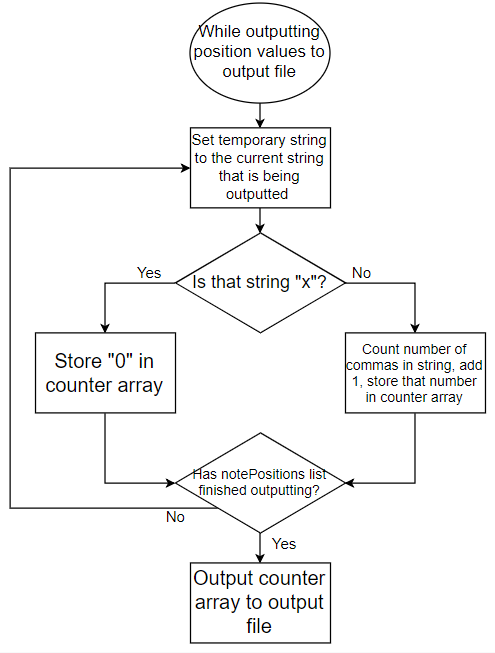 While outputting
position values to
output file
Set temporary string
to the current string
that is being
outputted
Is that string "x"?
Yes
No
Store "0" in
counter array
Count number of
commas in string, add
1, store that number
in counter array
Has notePositions list
finished outputting?
No
Yes
Output counter
array to output
file